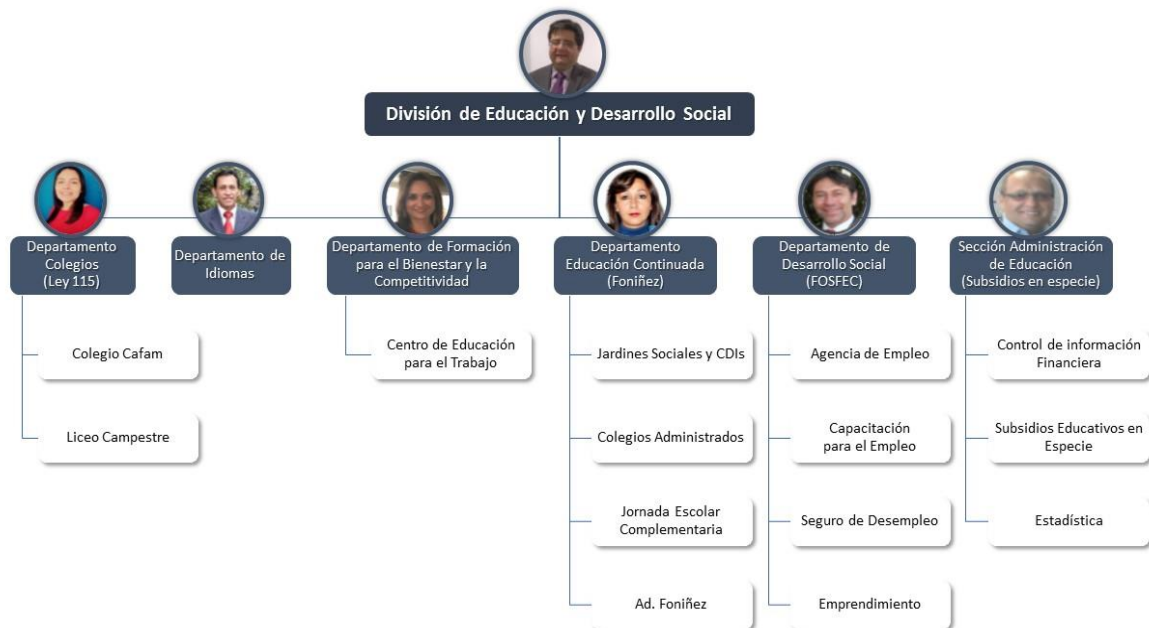 División de Educación y Desarrollo Social
Departamento
Colegios
(Ley 115)
Departamento de
Idiomas
Departamento de Formación
para el Bienestar y la
Competitividad
Departamento
Educación Continuada
(Foniñez)
Departamento de
Desarrollo Social
(FOSFEC)
Sección Administración
de Educación
(Subsidios en especie)
Colegio Cafam
Liceo Campestre
Centro de Educación
para el Trabajo
Jardines Sociales y CDIs
Colegios Administrados
Jornada Escolar
Complementaria
Ad. Foniñez
Agencia de Empleo
Capacitación
para el Empleo
Seguro de Desempleo
Emprendimiento
Control de información
Financiera
Subsidios Educativos en
Especie
Estadística